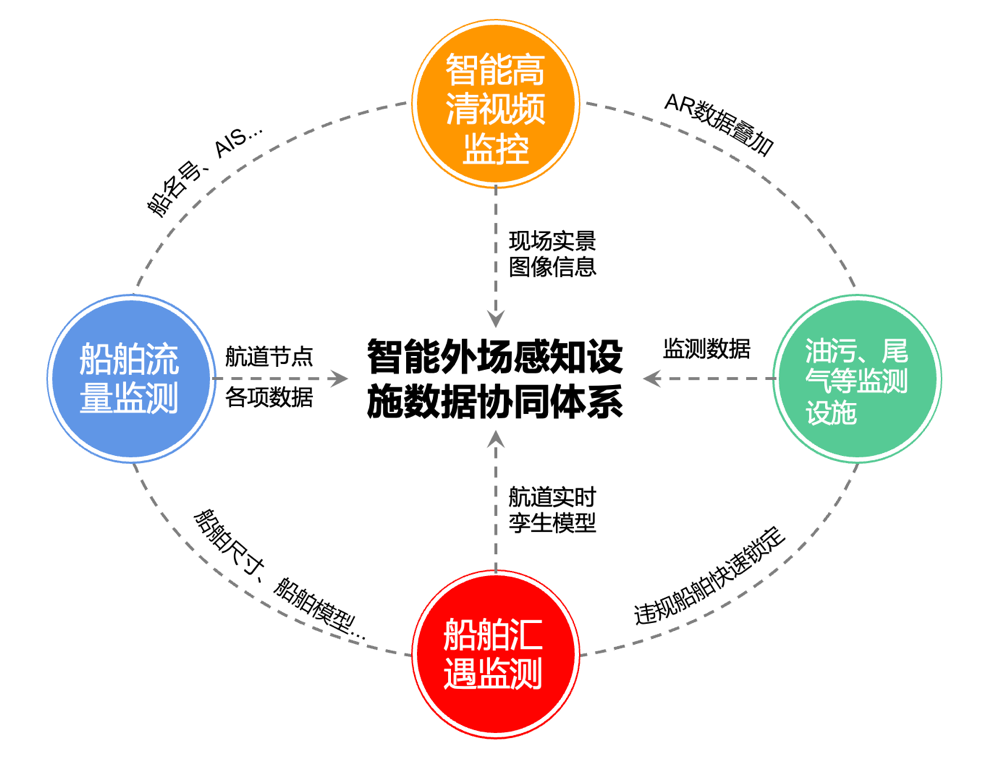 智能高
清视频
监控
AR数据叠加
船名号、AIS...
现场实景
图像信息
船舶流
量监测
航道节点
各项数据
智能外场感知设
施数据协同体系
监测数据
油污、尾
气等监测
设施
航道实时
孪生模型
船舶尺寸、船舶模型...
违规船舶快速锁定
船舶汇
遇监测